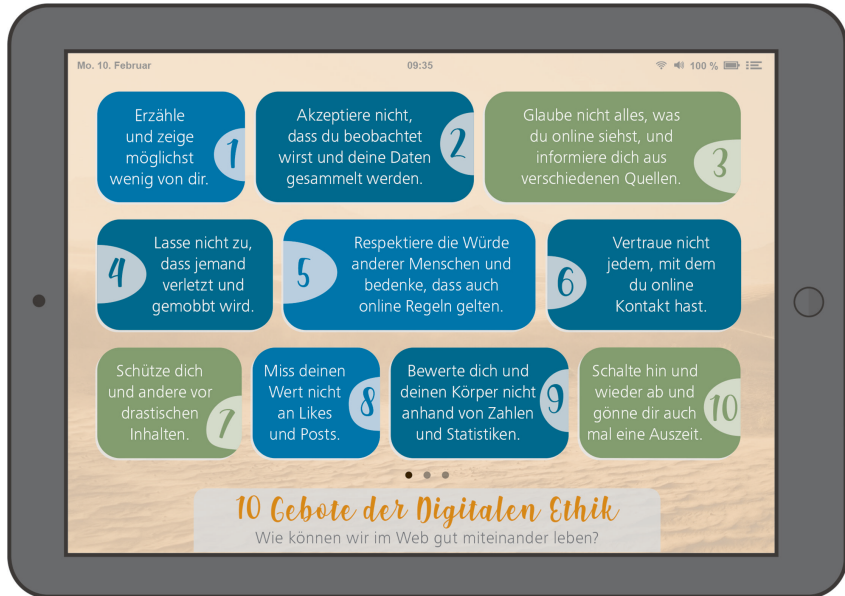 Mo. 10. Februar 09:35 100 %
Erzähle
und zeige
möglichst
wenig von dir.
1
Akzeptiere nicht,
dass du beobachtet
wirst und deine Daten
gesammelt werden.
2
Glaube nicht alles, was
du online siehst, und
informiere dich aus
verschiedenen Quellen.
3
4
Lasse nicht zu,
dass jemand
verletzt und
gemobbt wird.
5
Respektiere die Würde
anderer Menschen und
bedenke, dass auch
online Regeln gelten.
6
Vertraue nicht
jedem, mit dem
du online
Kontakt hast.
Schütze dich
und andere vor
drastischen
Inhalten.
7
Miss deinen
Wert nicht
an Likes
und Posts.
8
Bewerte dich und
deinen Körper nicht
anhand von Zahlen
und Statistiken.
9
Schalte hin und
wieder ab und
gönne dir auch
mal eine Auszeit.
10
10 Gebote der Digitalen Ethik
Wie können wir im Web gut miteinander leben?